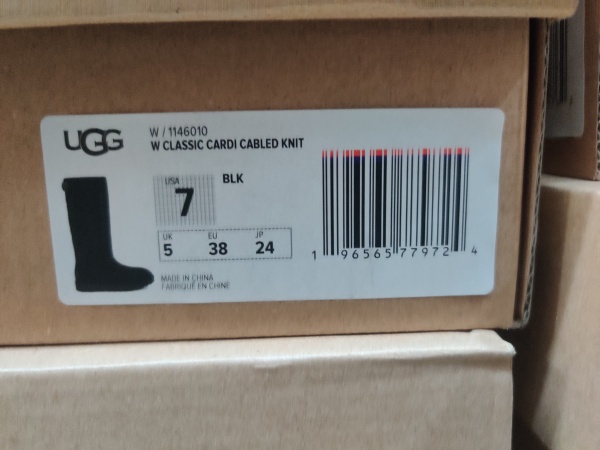 UGG
W / 1146010
W CLASSIC CARDI CABLED KNIT
USA
7
BLK
UK EU JP
5 38 24
MADE IN CHINA
FABRIQUÉ EN CHINE
1 96565 77972 4